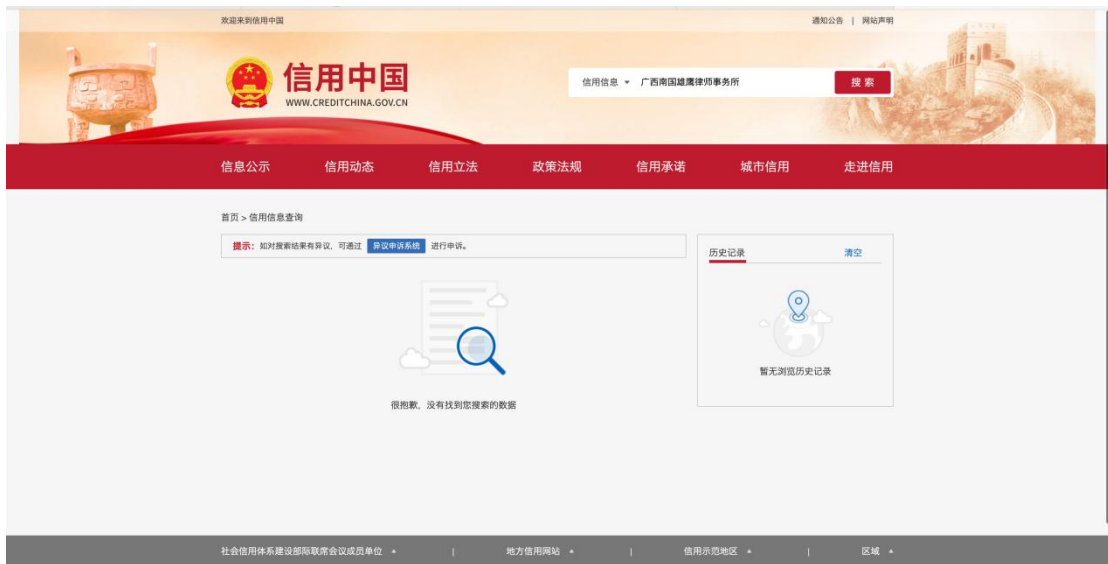 欢迎来到信用中国
通知公告 | 网站声明
信用中国
WWW.CREDITCHINA.GOV.CN
信用信息 广西南国雄鹰律师事务所 搜索
信息公示 信用动态 信用立法 政策法规 信用承诺 城市信用 走进信用
首页 > 信用信息查询
提示：如对搜索结果有异议，可通过 异议申诉系统 进行申诉。
历史记录 清空
暂无浏览历史记录
很抱歉，没有找到您搜索的数据
社会信用体系建设部际联席会议成员单位 | 地方信用网站 | 信用示范地区 | 区域